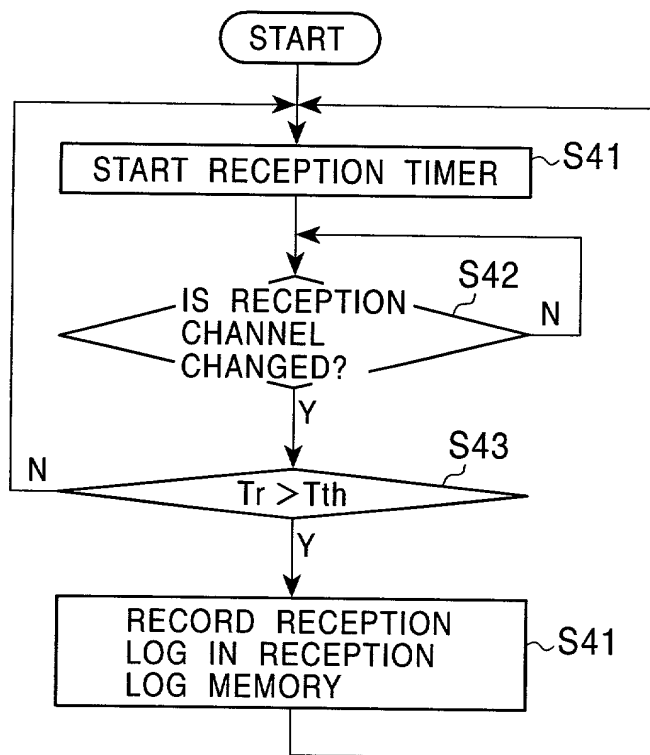 START
START RECEPTION TIMER
S41
IS RECEPTION
CHANNEL
CHANGED?
S42
N
Y
S43
N
Tr > Tth
Y
RECORD RECEPTION
LOG IN RECEPTION
LOG MEMORY
S41